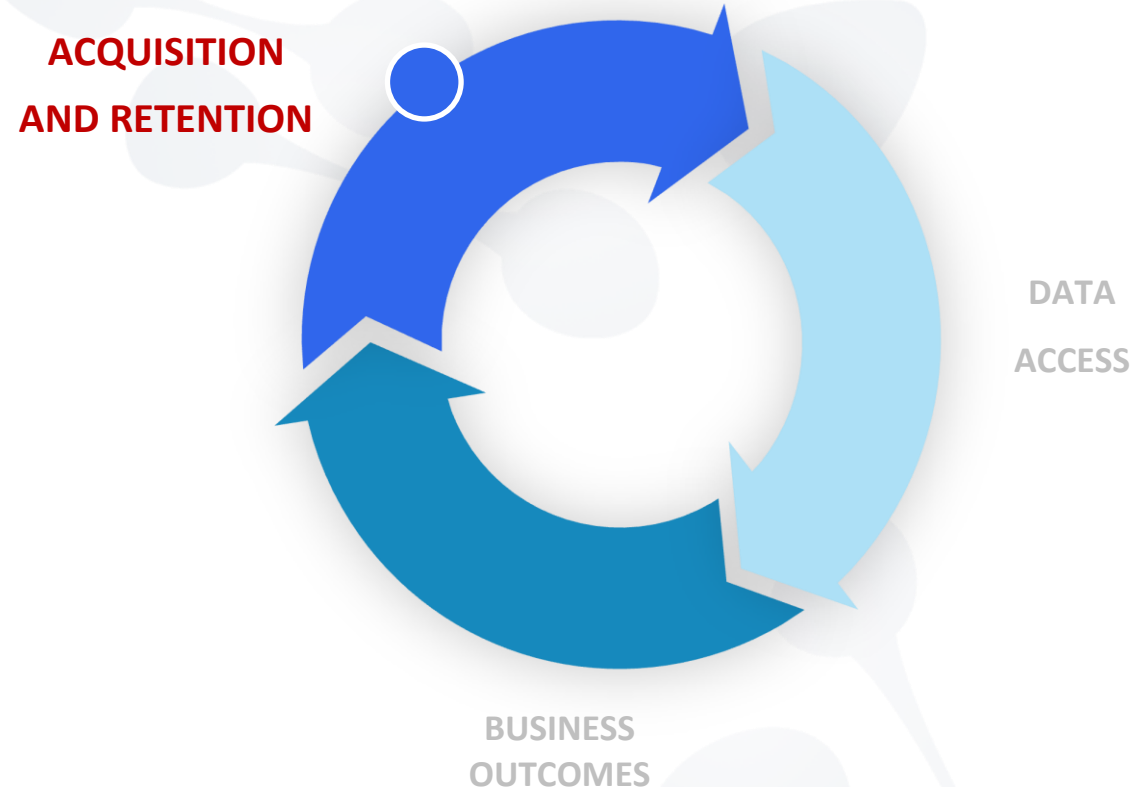 ACQUISITION
AND RETENTION
DATA
ACCESS
BUSINESS
OUTCOMES